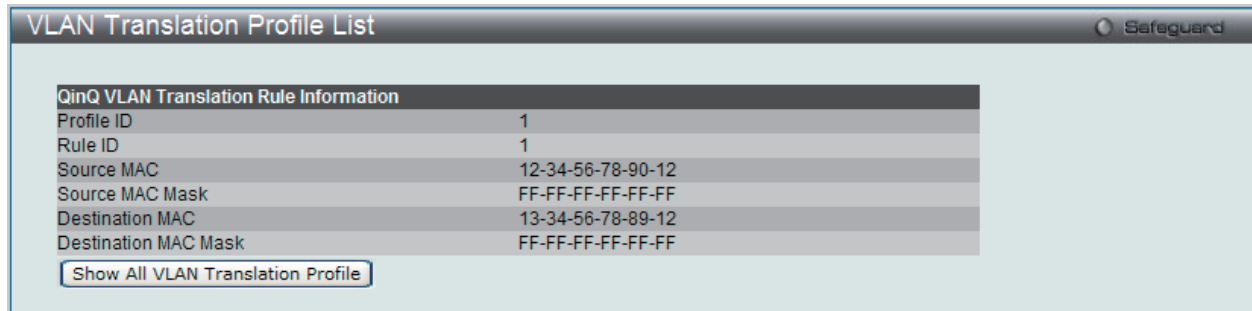 VLAN Translation Profile List
Safeguard
QinQ VLAN Translation Rule Information
Profile ID 1
Rule ID 1
Source MAC 12-34-56-78-90-12
Source MAC Mask FF-FF-FF-FF-FF-FF
Destination MAC 13-34-56-78-89-12
Destination MAC Mask FF-FF-FF-FF-FF-FF
Show All VLAN Translation Profile